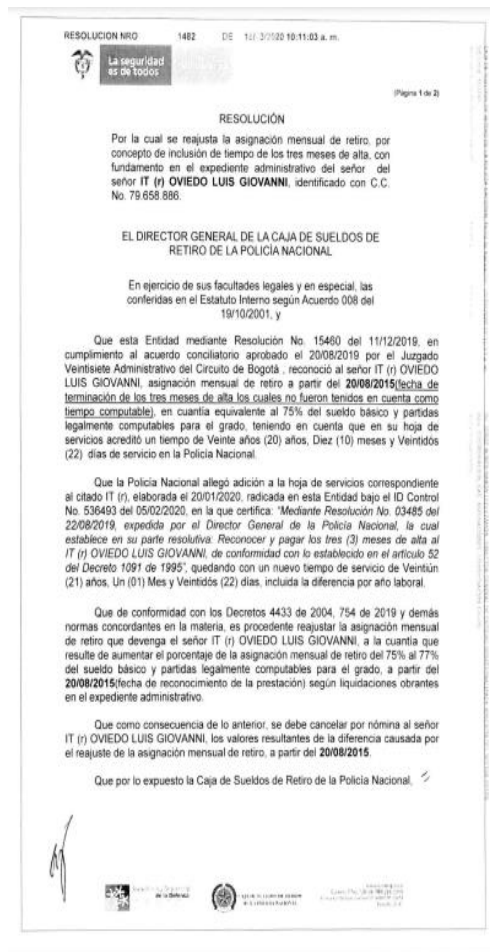 RESOLUCION NRO 1482 DE 10:11:03 a. m.
La seguridad
es de todos
(Página 1 de 2)
RESOLUCIÓN
Por la cual se reajusta la asignación mensual de retiro, por
concepto de inclusión de tiempo de los tres meses de alta, con
fundamento en el expediente administrativo del señor del
señor IT (r) OVIEDO LUIS GIOVANNI, identificado con C.C.
No. 79.658.886.
EL DIRECTOR GENERAL DE LA CAJA DE SUELDOS DE
RETIRO DE LA POLICÍA NACIONAL
En ejercicio de sus facultades legales y en especial, las
conferidas en el Estatuto Interno según Acuerdo 008 del
19/10/2001, y
Que esta Entidad mediante Resolución No. 15460 del 11/12/2019, en
cumplimiento al acuerdo conciliatorio aprobado el 20/08/2019 por el Juzgado
Veintisiete Administrativo del Circuito de Bogotá , reconoció al señor IT (r) OVIEDO
LUIS GIOVANNI, asignación mensual de retiro a partir del 20/08/2015(fecha de
terminación de los tres meses de alta los cuales no fueron tenidos en cuenta como
tiempo computable), en cuantía equivalente al 75% del sueldo básico y partidas
legalmente computables para el grado, teniendo en cuenta que en su hoja de
servicios acreditó un tiempo de Veinte años (20) años, Diez (10) meses y Veintidós
(22) días de servicio en la Policía Nacional.
Que la Policía Nacional allegó adición a la hoja de servicios correspondiente
al citado IT (r), elaborada el 20/01/2020, radicada en esta Entidad bajo el ID Control
No. 536493 del 05/02/2020, en la que certifica: "Mediante Resolución No. 03485 del
22/08/2019, expedida por el Director General de la Policía Nacional, la cual
establece en su parte resolutiva: Reconocer y pagar los tres (3) meses de alta al
IT (r) OVIEDO LUIS GIOVANNI, de conformidad con lo establecido en el artículo 52
del Decreto 1091 de 1995", quedando con un nuevo tiempo de servicio de Veintiún
(21) años, Un (01) Mes y Veintidós (22) días, incluida la diferencia por año laboral.
Que de conformidad con los Decretos 4433 de 2004, 754 de 2019 y demás
normas concordantes en la materia, es procedente reajustar la asignación mensual
de retiro que devenga el señor IT (r) OVIEDO LUIS GIOVANNI, a la cuantía que
resulte de aumentar el porcentaje de la asignación mensual de retiro del 75% al 77%
del sueldo básico y partidas legalmente computables para el grado, a partir del
20/08/2015(fecha de reconocimiento de la prestación) según liquidaciones obrantes
en el expediente administrativo.
Que como consecuencia de lo anterior, se debe cancelar por nómina al señor
IT (r) OVIEDO LUIS GIOVANNI, los valores resultantes de la diferencia causada por
el reajuste de la asignación mensual de retiro, a partir del 20/08/2015.
Que por lo expuesto la Caja de Sueldos de Retiro de la Policía Nacional,